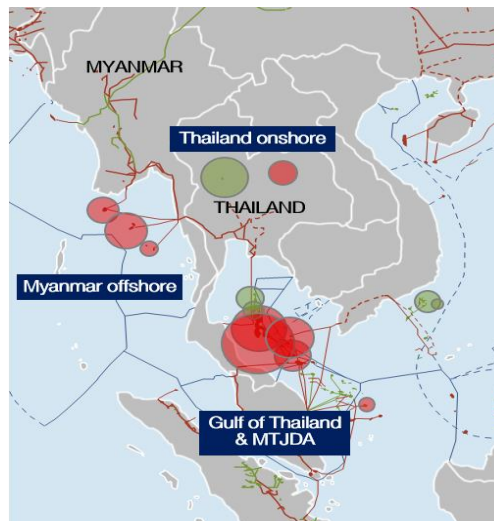 MYANMAR
Thailand onshore
THAILAND
Myanmar offshore
Gulf of Thailand
& MTJDA